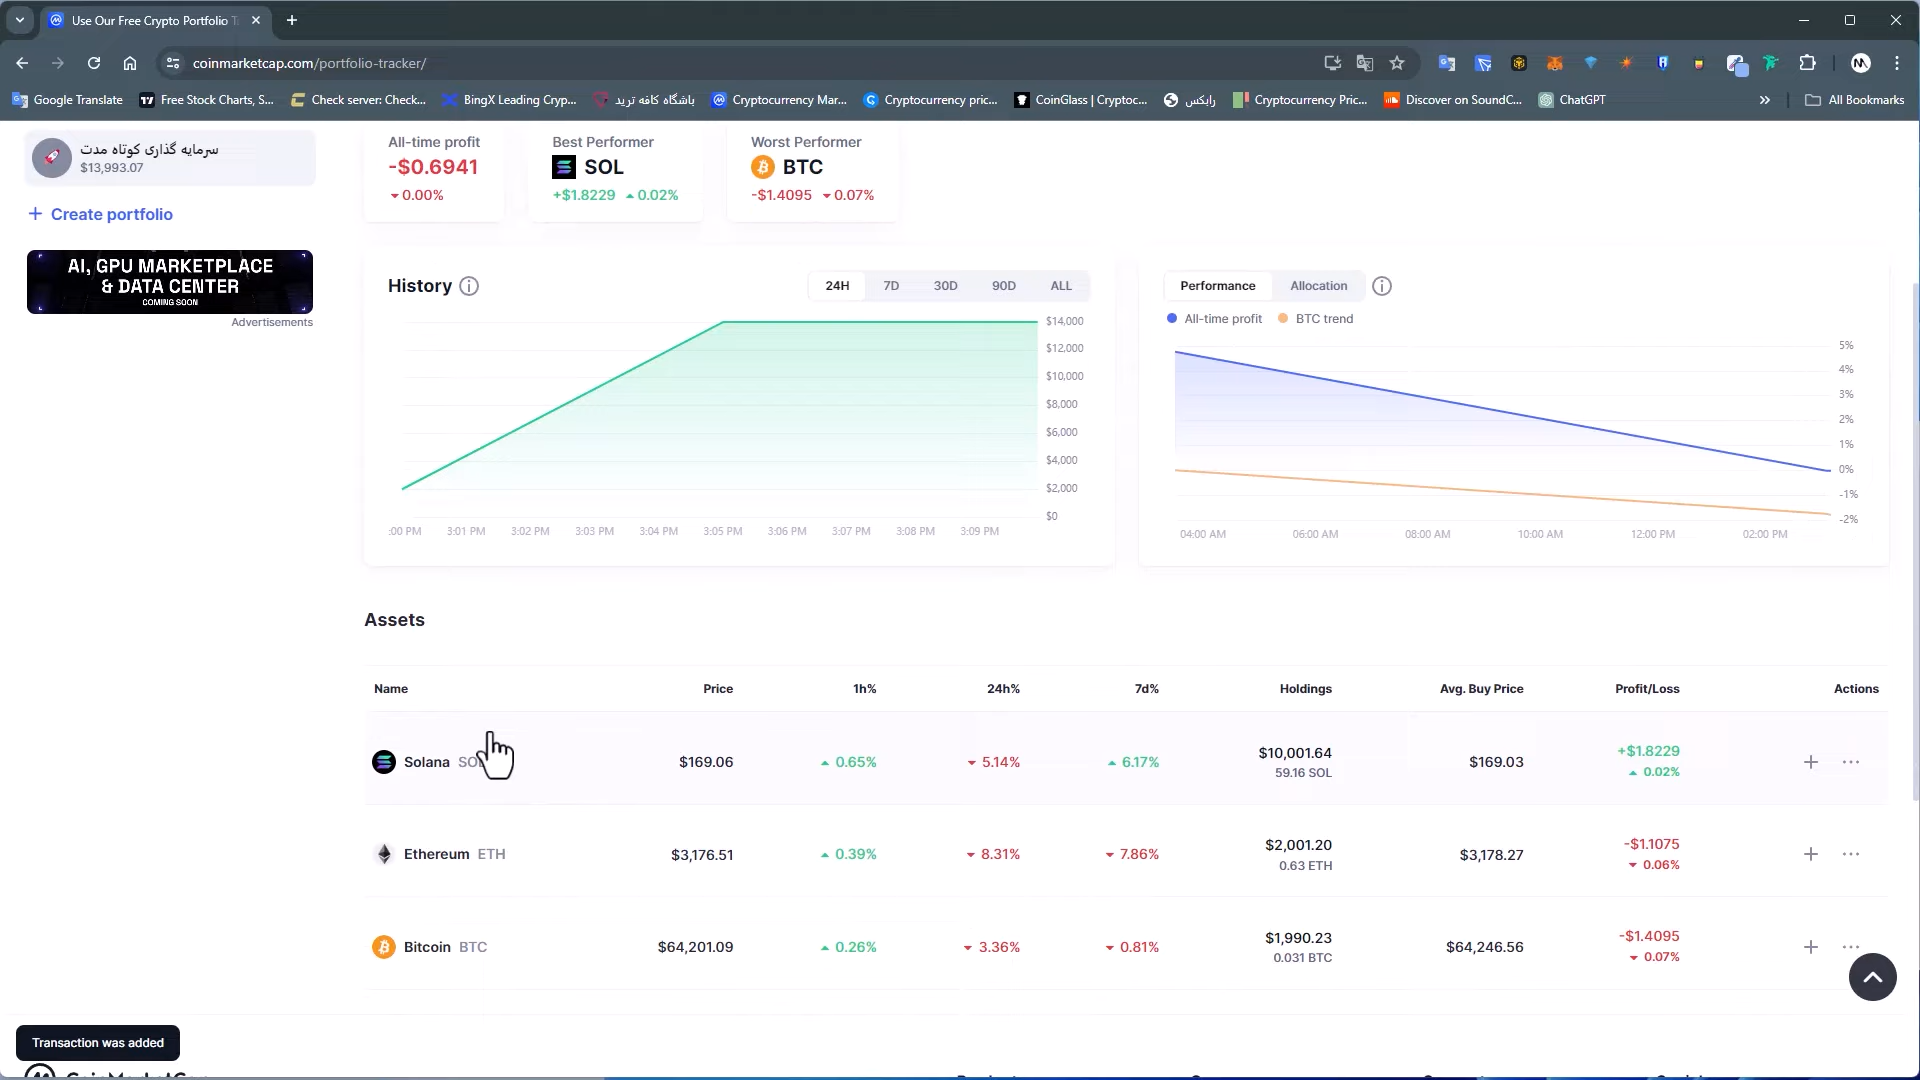 Use Our Free Crypto Portfolio T
coinmarketcap.com/portfolio-tracker/
Google Translate
Free Stock Charts, S...
Check server: Check...
BingX Leading Cryp...
باشگاه کافه ترید
Cryptocurrency Mar...
Cryptocurrency pric...
CoinGlass | Cryptoc...
رابکس
Cryptocurrency Pric...
Discover on SoundC...
ChatGPT
All Bookmarks
سرمایه گذاری کوتاه مدت
$13,993.07
Create portfolio
AI, GPU MARKETPLACE
& DATA CENTER
COMING SOON
Advertisements
All-time profit
-$0.6941
0.00%
Best Performer
SOL
+$1.8229 0.02%
Worst Performer
BTC
-$1.4095 0.07%
History
24H 7D 30D 90D ALL
$14,000
$12,000
$10,000
$8,000
$6,000
$4,000
$2,000
$0
:00 PM 3:01 PM 3:02 PM 3:03 PM 3:04 PM 3:05 PM 3:06 PM 3:07 PM 3:08 PM 3:09 PM
Performance Allocation
All-time profit BTC trend
5%
4%
3%
2%
1%
0%
-1%
-2%
04:00 AM 06:00 AM 08:00 AM 10:00 AM 12:00 PM 02:00 PM
Assets
Name Price 1h% 24h% 7d% Holdings Avg. Buy Price Profit/Loss Actions
Solana $169.06 0.65% 5.14% 6.17% $10,001.64 $169.03 +$1.8229
59.16 SOL 0.02%
Ethereum ETH $3,176.51 0.39% 8.31% 7.86% $2,001.20 $3,178.27 -$1.1075
0.63 ETH 0.06%
Bitcoin BTC $64,201.09 0.26% 3.36% 0.81% $1,990.23 $64,246.56 -$1.4095
0.031 BTC 0.07%
Transaction was added